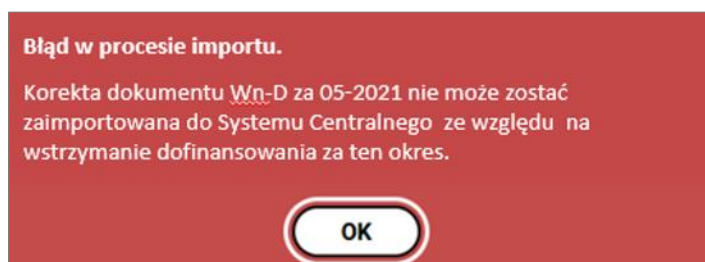 Błąd w procesie importu.
Korekta dokumentu Wn-D za 05-2021 nie może zostać
zaimportowana do Systemu Centralnego ze względu na
wstrzymanie dofinansowania za ten okres.
OK